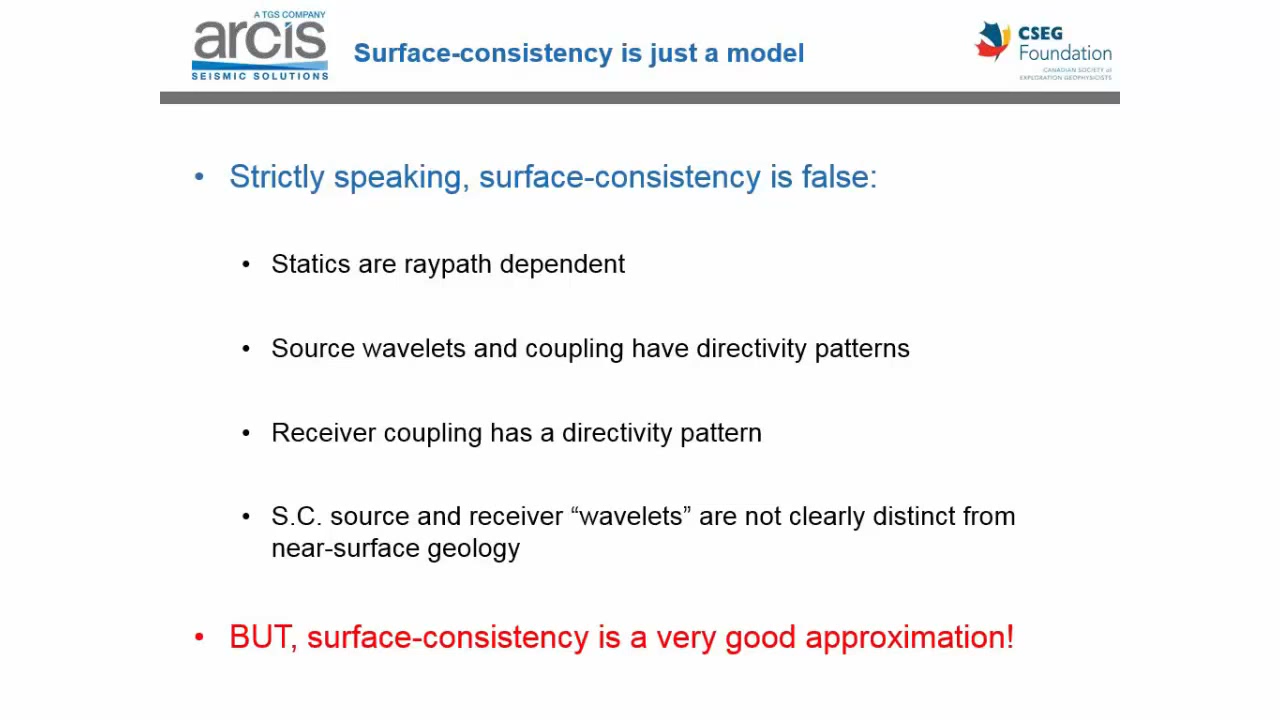 A TGS COMPANY
arcis
SEISMIC SOLUTIONS
Surface-consistency is just a model
CSEG
Foundation
CANADIAN SOCIETY of
EXPLORATION GEOPHYSICISTS
• Strictly speaking, surface-consistency is false:
• Statics are raypath dependent
• Source wavelets and coupling have directivity patterns
• Receiver coupling has a directivity pattern
• S.C. source and receiver “wavelets” are not clearly distinct from
near-surface geology
• BUT, surface-consistency is a very good approximation!